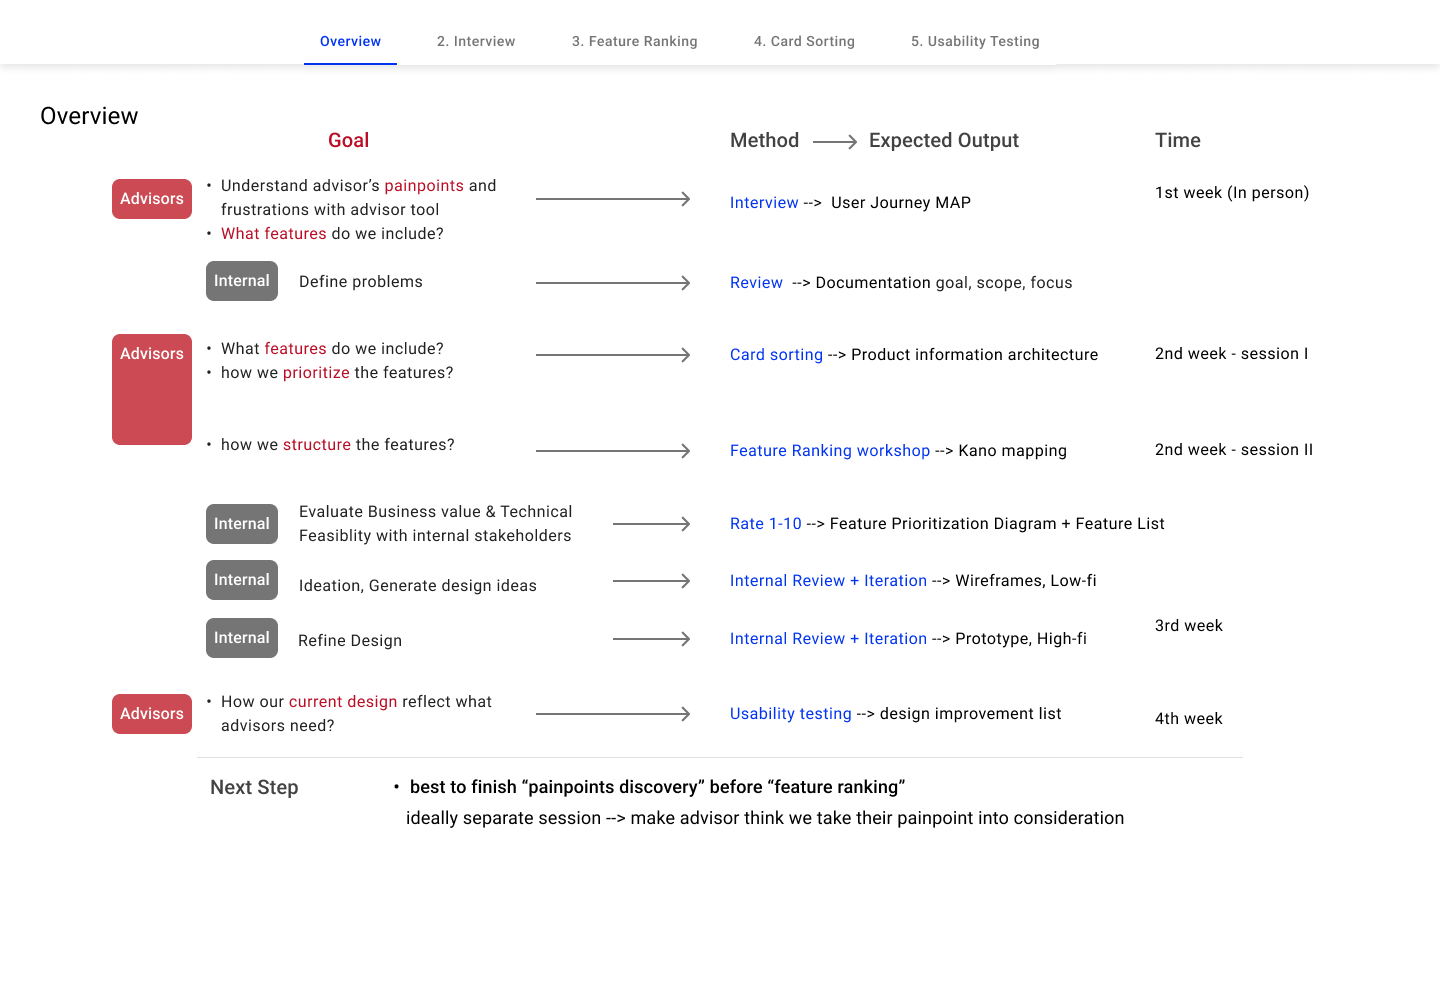 Overview 2. Interview 3. Feature Ranking 4. Card Sorting 5. Usability Testing
Overview
Goal Method Expected Output Time
Advisors
• Understand advisor’s painpoints and
frustrations with advisor tool
• What features do we include?
Interview --> User Journey MAP
1st week (In person)
Internal Define problems Review --> Documentation goal, scope, focus
Advisors
• What features do we include?
• how we prioritize the features?
Card sorting --> Product information architecture
2nd week - session I
• how we structure the features?
Feature Ranking workshop --> Kano mapping
2nd week - session II
Internal
Evaluate Business value & Technical
Feasiblity with internal stakeholders
Rate 1-10 --> Feature Prioritization Diagram + Feature List
Internal Ideation, Generate design ideas Internal Review + Iteration --> Wireframes, Low-fi
Internal Refine Design Internal Review + Iteration --> Prototype, High-fi
3rd week
Advisors
• How our current design reflect what
advisors need?
Usability testing --> design improvement list
4th week
Next Step
• best to finish “painpoints discovery” before “feature ranking”
ideally separate session --> make advisor think we take their painpoint into consideration